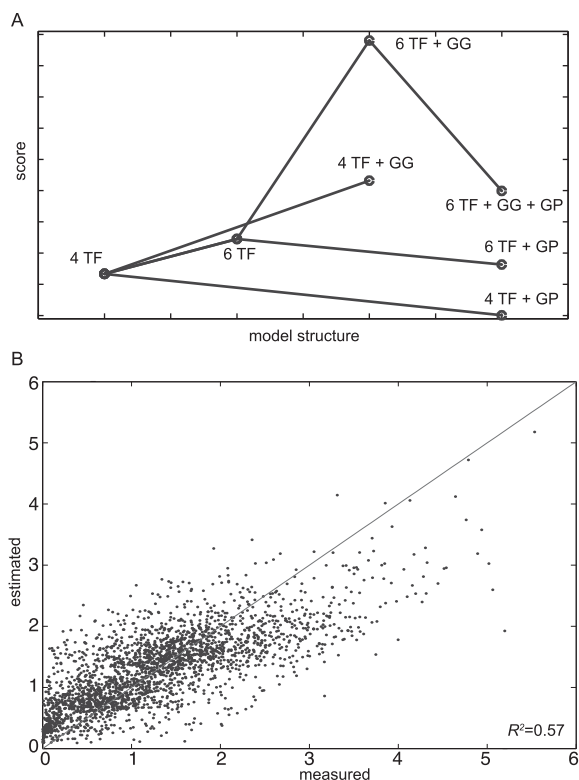 A
6 TF + GG
4 TF + GG
score
6 TF + GG + GP
4 TF
6 TF
6 TF + GP
4 TF + GP
model structure
B
6
5
4
3
2
1
0
estimated
R²=0.57
0 1 2 3 4 5 6
measured